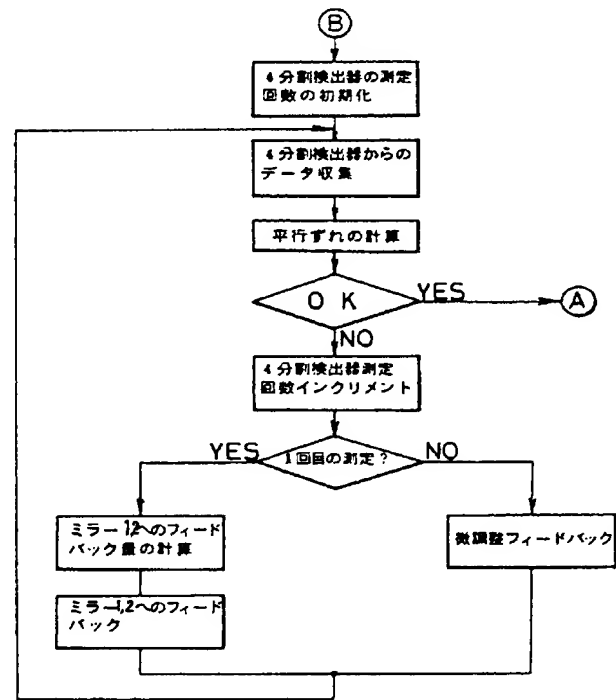 B
4分割検出器の測定
回数の初期化
4分割検出器からの
データ収集
平行ずれの計算
OK
YES
A
NO
4分割検出器測定
回数インクリメント
1回目の測定?
YES
NO
ミラー1,2へのフィード
バック量の計算
微調整フィードバック
ミラー1,2へのフィード
バック